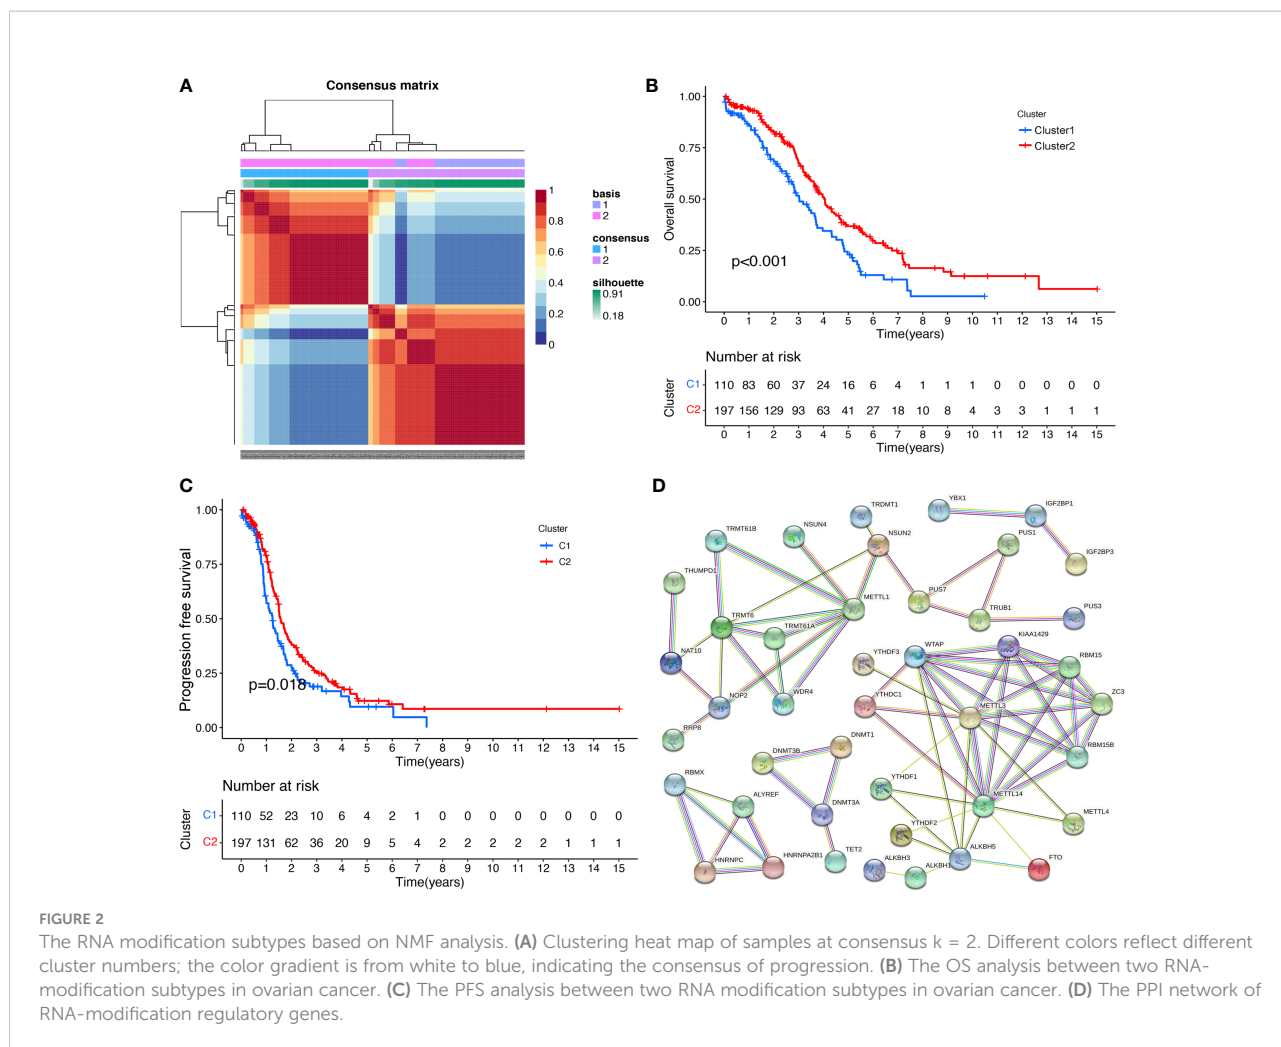 A
Consensus matrix
basis
1
2
consensus
1
2
silhouette
0.91
0.18
1
0.8
0.6
0.4
0.2
0
B
Overall survival
1.00
0.75
0.50
0.25
0.00
p<0.001
Cluster
Cluster1
Cluster2
0 1 2 3 4 5 6 7 8 9 10 11 12 13 14 15
Time(years)
Number at risk
Cluster
C1 110 83 60 37 24 16 6 4 1 1 1 0 0 0 0 0
C2 197 156 129 93 63 41 27 18 10 8 4 3 3 1 1 1
0 1 2 3 4 5 6 7 8 9 10 11 12 13 14 15
Time(years)
C
Progression free survival
1.00
0.75
0.50
0.25
0.00
p=0.018
Cluster
C1
C2
0 1 2 3 4 5 6 7 8 9 10 11 12 13 14 15
Time(years)
Number at risk
Cluster
C1 110 52 23 10 6 4 2 1 0 0 0 0 0 0 0 0
C2 197 131 62 36 20 9 5 4 2 2 2 2 2 1 1 1
0 1 2 3 4 5 6 7 8 9 10 11 12 13 14 15
Time(years)
D
TRDMT1
YBX1
IGF2BP1
TRMT61B
NSUN4
NSUN2
PUS1
IGF2BP3
THUMPD1
METTL1
PUS7
TRMT6
TRMT61A
TRUB1
PUS3
NAT10
NOP2
WDR4
RRP8
YTHDF3
WTAP
KIAA1429
RBM15
YTHDC1
METTL3
ZC3
RBM15B
DNMT3B
DNMT1
RBMX
ALYREF
DNMT3A
YTHDF1
METTL14
METTL4
YTHDF2
HNRNPC
HNRNPA2B1
TET2
ALKBH3
ALKBH1
ALKBH5
FTO
FIGURE 2
The RNA modification subtypes based on NMF analysis. (A) Clustering heat map of samples at consensus k = 2. Different colors reflect different
cluster numbers; the color gradient is from white to blue, indicating the consensus of progression. (B) The OS analysis between two RNA-
modification subtypes in ovarian cancer. (C) The PFS analysis between two RNA modification subtypes in ovarian cancer. (D) The PPI network of
RNA-modification regulatory genes.